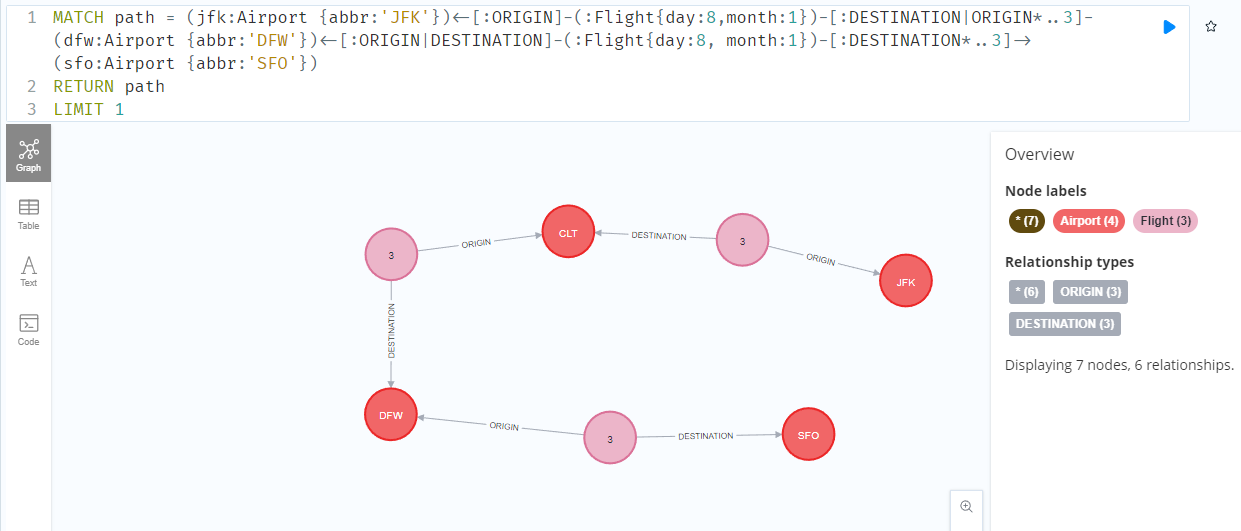 1 MATCH path = (jfk:Airport {abbr:'JFK'})<-[:ORIGIN]-(:Flight{day:8,month:1})-[:DESTINATION|ORIGIN*..3]-
(dfw:Airport {abbr:'DFW'})<-[:ORIGIN|DESTINATION]-(:Flight{day:8, month:1})-[:DESTINATION*..3]->
(sfo:Airport {abbr:'SFO'})
2 RETURN path
3 LIMIT 1
Graph
Table
Text
Code
3
ORIGIN
CLT
DESTINATION
3
ORIGIN
JFK
DESTINATION
DFW
ORIGIN
3
DESTINATION
SFO
Overview
Node labels
* (7) Airport (4) Flight (3)
Relationship types
* (6) ORIGIN (3)
DESTINATION (3)
Displaying 7 nodes, 6 relationships.